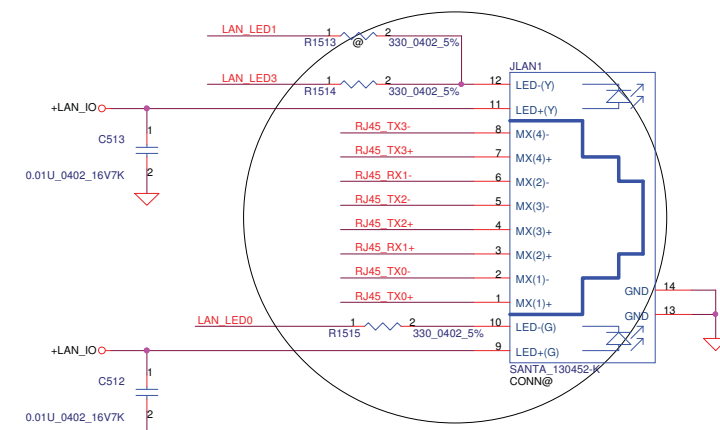 LAN_LED1 1 2
R1513 @ 330_0402_5%
JLAN1
LAN_LED3 1 2 12 LED-(Y)
R1514 330_0402_5%
+LAN_IO 11 LED+(Y)
1 RJ45_TX3- 8 MX(4)-
C513
RJ45_TX3+ 7 MX(4)+
0.01U_0402_16V7K 2 RJ45_RX1- 6 MX(2)-
RJ45_TX2- 5 MX(3)-
RJ45_TX2+ 4 MX(3)+
RJ45_RX1+ 3 MX(2)+
RJ45_TX0- 2 MX(1)-
GND 14
RJ45_TX0+ 1 MX(1)+
GND 13
LAN_LED0 1 2 10 LED-(G)
R1515 330_0402_5%
+LAN_IO 9 LED+(G)
SANTA_130452-K
1
C512 CONN@
0.01U_0402_16V7K 2